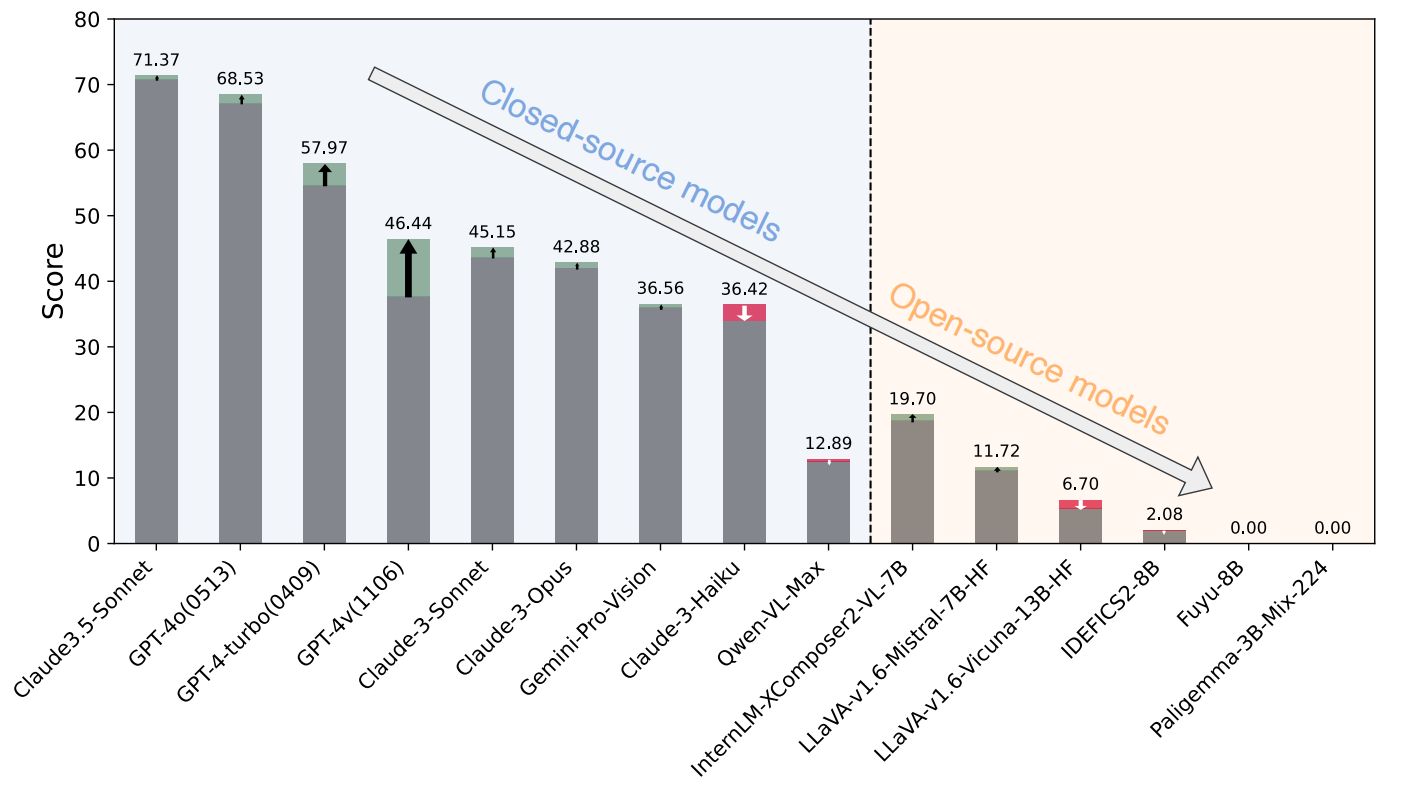 80
70
60
50
40
30
20
10
0
Score
71.37
68.53
57.97
46.44
45.15
42.88
36.56
36.42
12.89
19.70
11.72
6.70
2.08
0.00
0.00
Closed-source models
Open-source models
Claude3.5-Sonnet
GPT-4o(0513)
GPT-4-turbo(0409)
GPT-4v(1106)
Claude-3-Sonnet
Claude-3-Opus
Gemini-Pro-Vision
Claude-3-Haiku
Qwen-VL-Max
InternLM-XComposer2-VL-7B
LLaVA-v1.6-Mistral-7B-HF
LLaVA-v1.6-Vicuna-13B-HF
IDEFICS2-8B
Fuyu-8B
Paligemma-3B-Mix-224